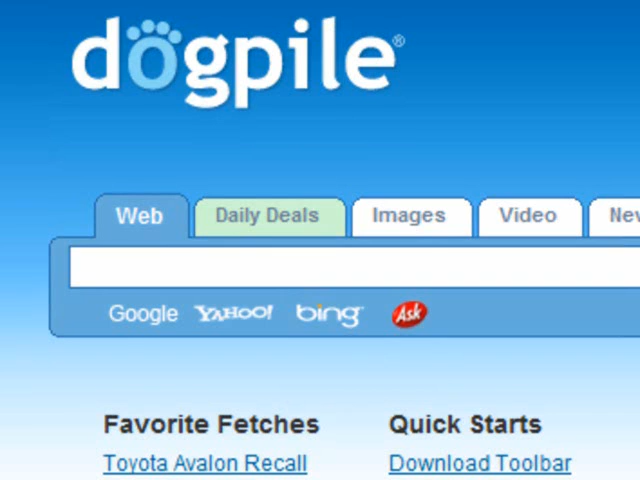 dogpile®
Web Daily Deals Images Video
Google YAHOO! bing Ask
Favorite Fetches Quick Starts
Toyota Avalon Recall Download Toolbar